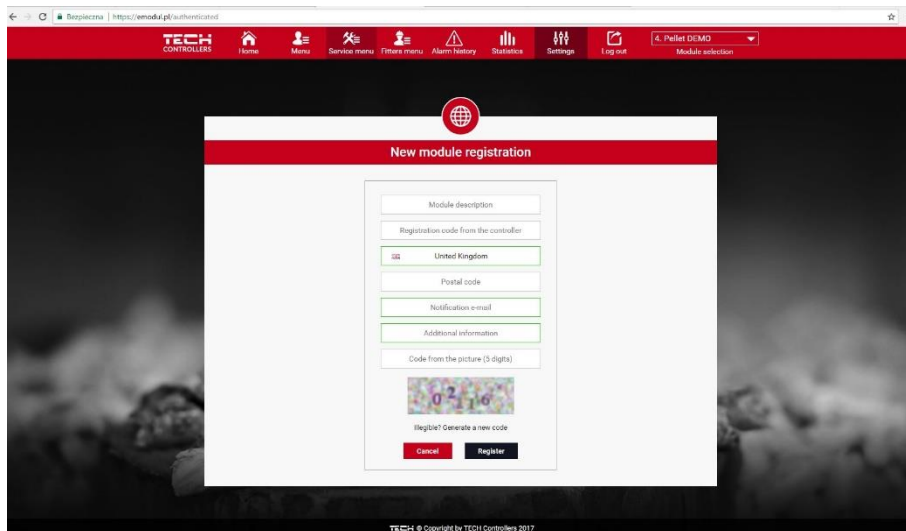 Bezpieczna | https://emodul.pl/authenticated
TECH
CONTROLLERS
Home
Menu
Service menu
Fitters menu
Alarm history
Statistics
Settings
Log out
4. Pellet DEMO
Module selection
New module registration
Module description
Registration code from the controller
United Kingdom
Postal code
Notification e-mail
Additional information
Code from the picture (5 digits)
02116
Illegible? Generate a new code
Cancel
Register
TECH © Copyright by TECH Controllers 2017